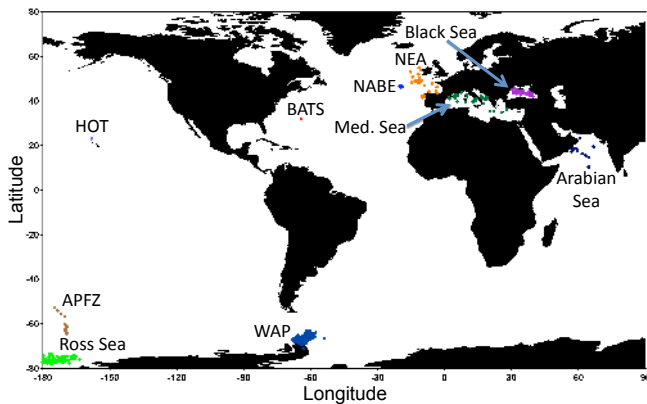 80
60
40
20
0
-20
-40
-60
-80
Latitude
Black Sea
NEA
NABE
BATS
HOT
Med. Sea
Arabian
Sea
APFZ
Ross Sea
WAP
-180
-120
-90
-60
-30
0
30
60
90
Longitude